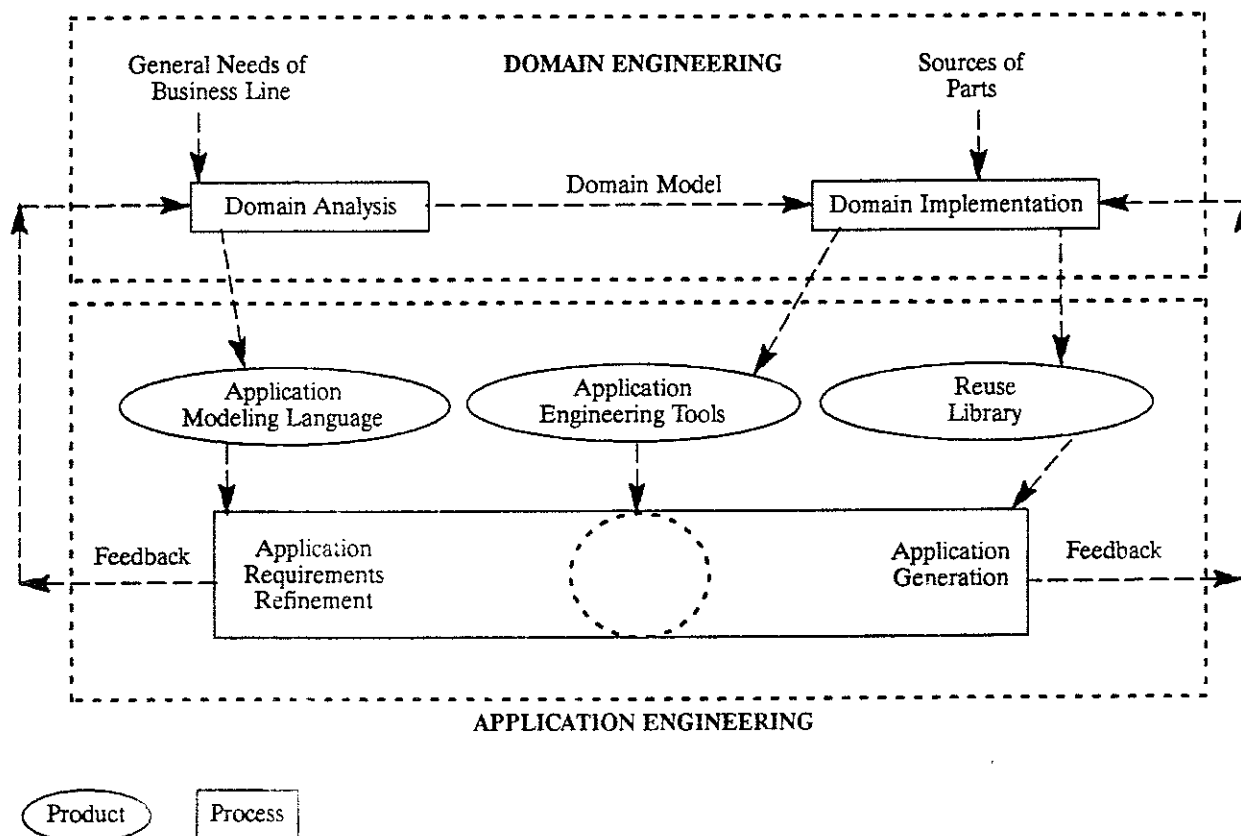 General Needs of
Business Line
DOMAIN ENGINEERING
Sources of
Parts
Domain Analysis
Domain Model
Domain Implementation
Application
Modeling Language
Application
Engineering Tools
Reuse
Library
Feedback
Application
Requirements
Refinement
Application
Generation
Feedback
APPLICATION ENGINEERING
Product
Process